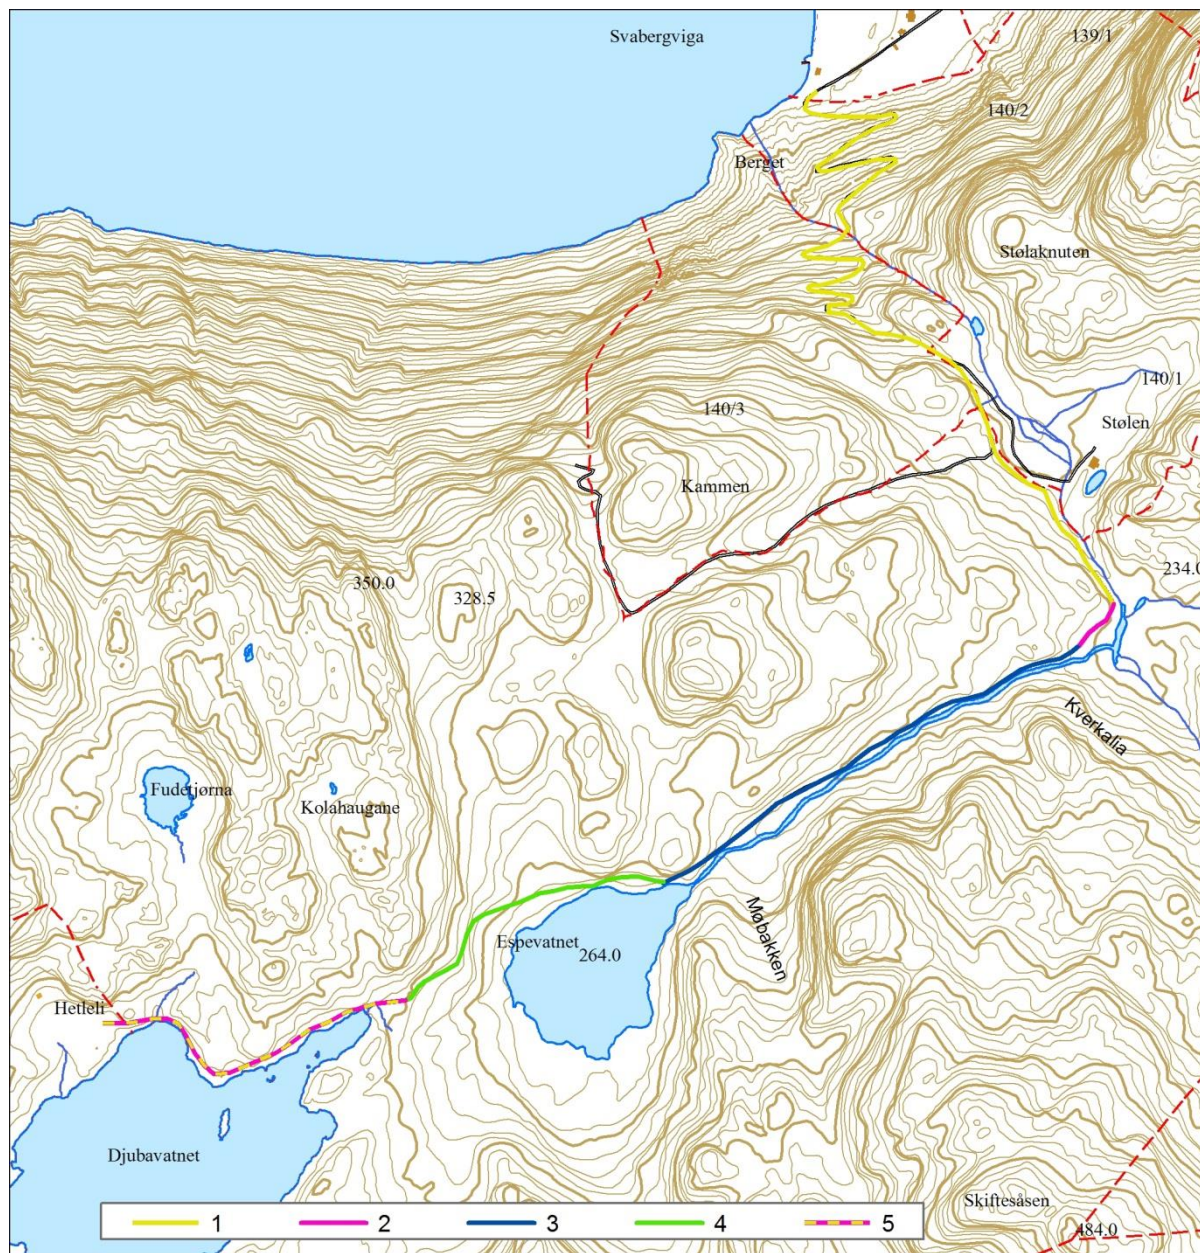 Svabergviga
139/1
140/2
Berget
Stølaknuten
140/1
140/3
Stølen
Kammen
350.0
328.5
234.0
Kverkalia
Fudetjørna
Kolahaugane
Møbakken
Espevatnet
264.0
Hetleli
Djubavatnet
Skiftesåsen
484.0
1 2 3 4 5